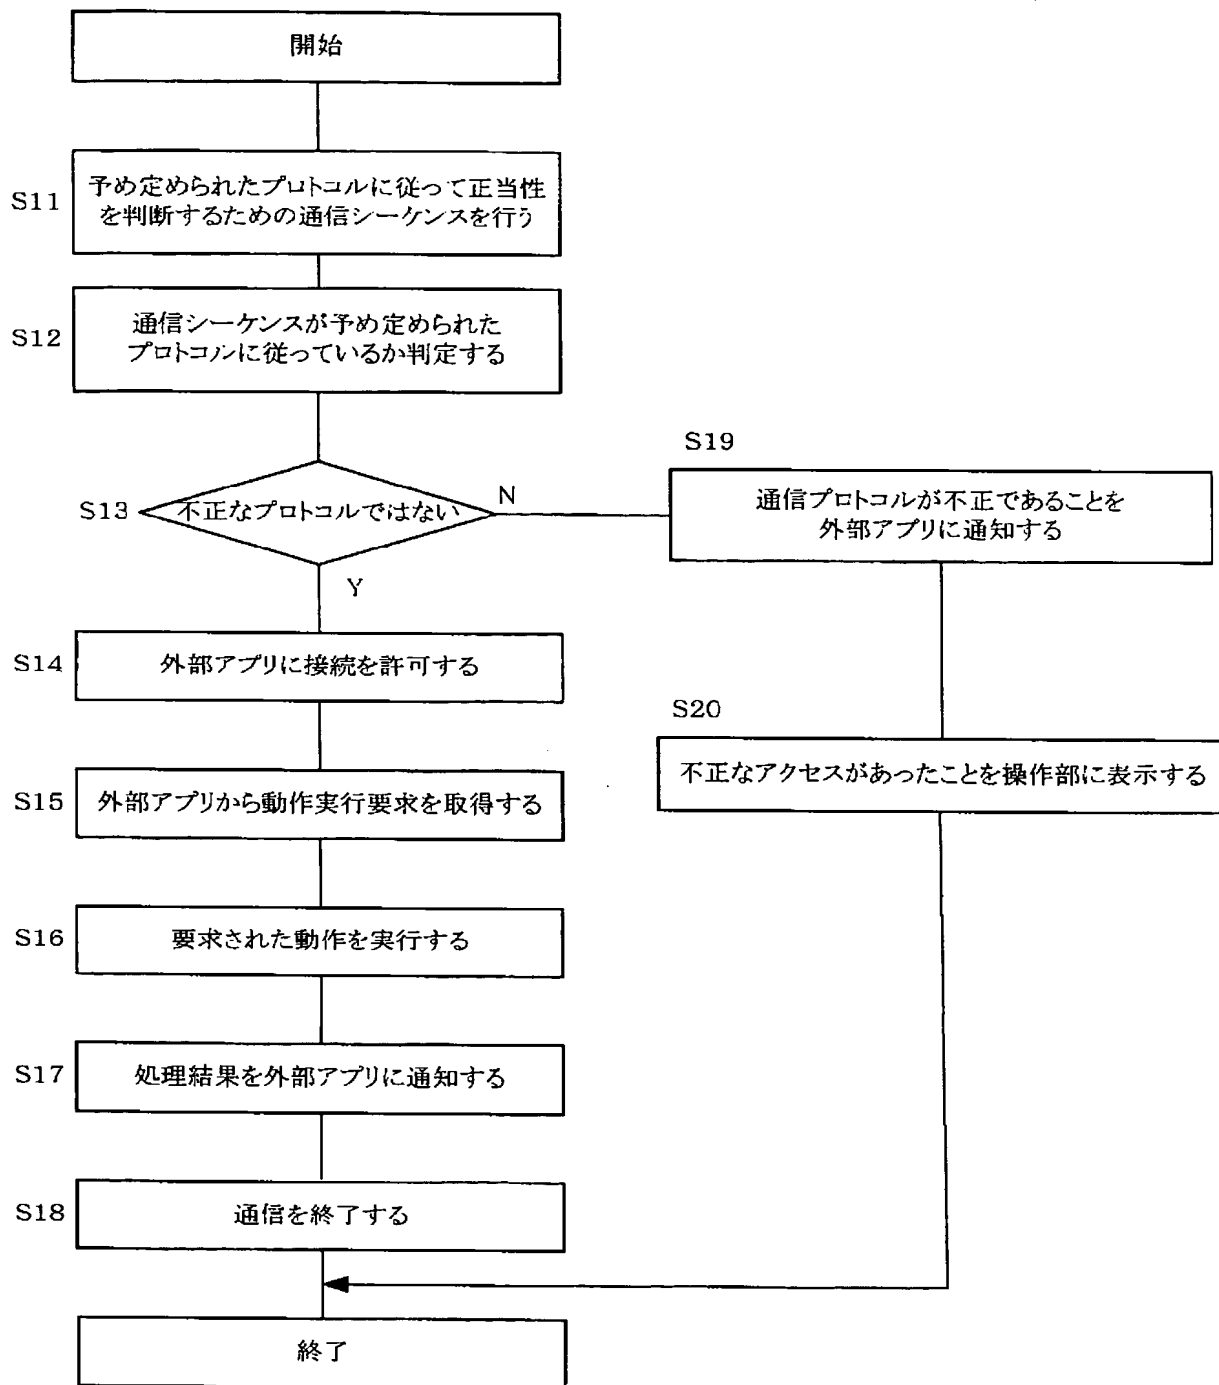 開始
S11
予め定められたプロトコルに従って正当性
を判断するための通信シーケンスを行う
S12
通信シーケンスが予め定められた
プロトコルに従っているか判定する
S13
不正なプロトコルではない
N
Y
S19
通信プロトコルが不正であることを
外部アプリに通知する
S14
外部アプリに接続を許可する
S20
不正なアクセスがあったことを操作部に表示する
S15
外部アプリから動作実行要求を取得する
S16
要求された動作を実行する
S17
処理結果を外部アプリに通知する
S18
通信を終了する
終了